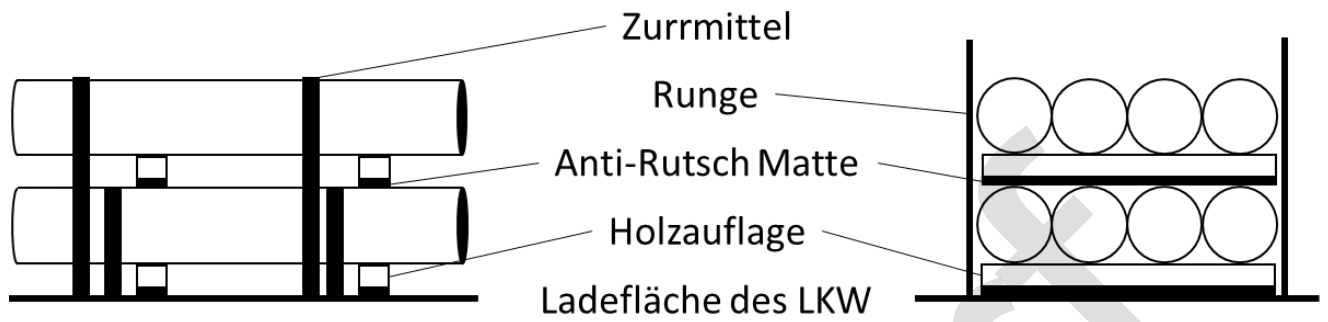 Zurrmittel
Runge
Anti-Rutsch Matte
Holzauflage
Ladefläche des LKW